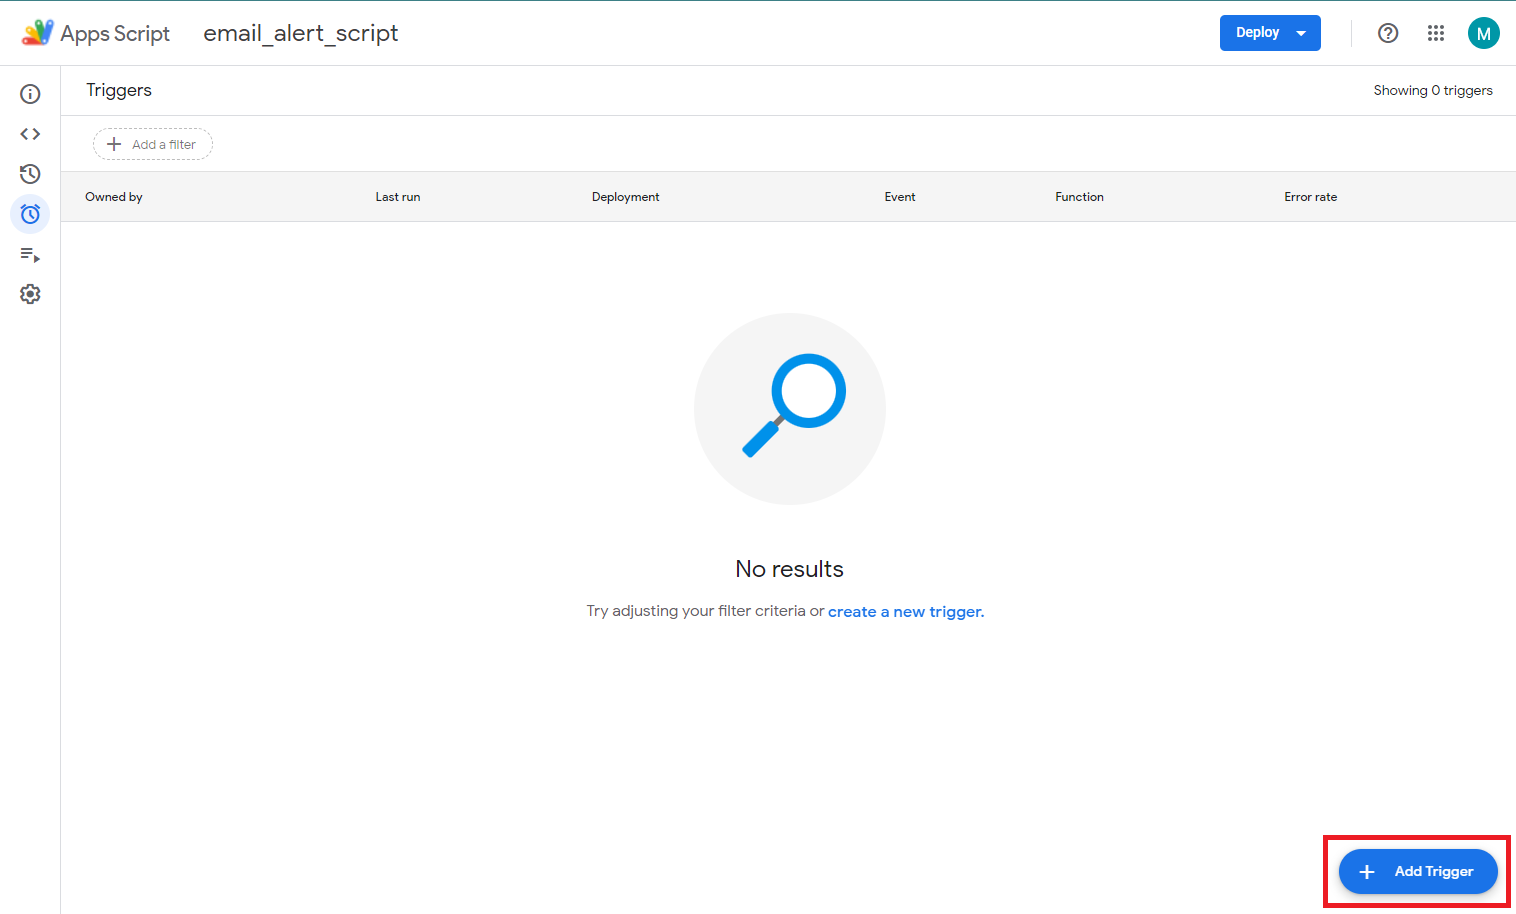 Apps Script
email_alert_script
Deploy
M
Triggers
Showing 0 triggers
Add a filter
Owned by
Last run
Deployment
Event
Function
Error rate
No results
Try adjusting your filter criteria or create a new trigger.
Add Trigger